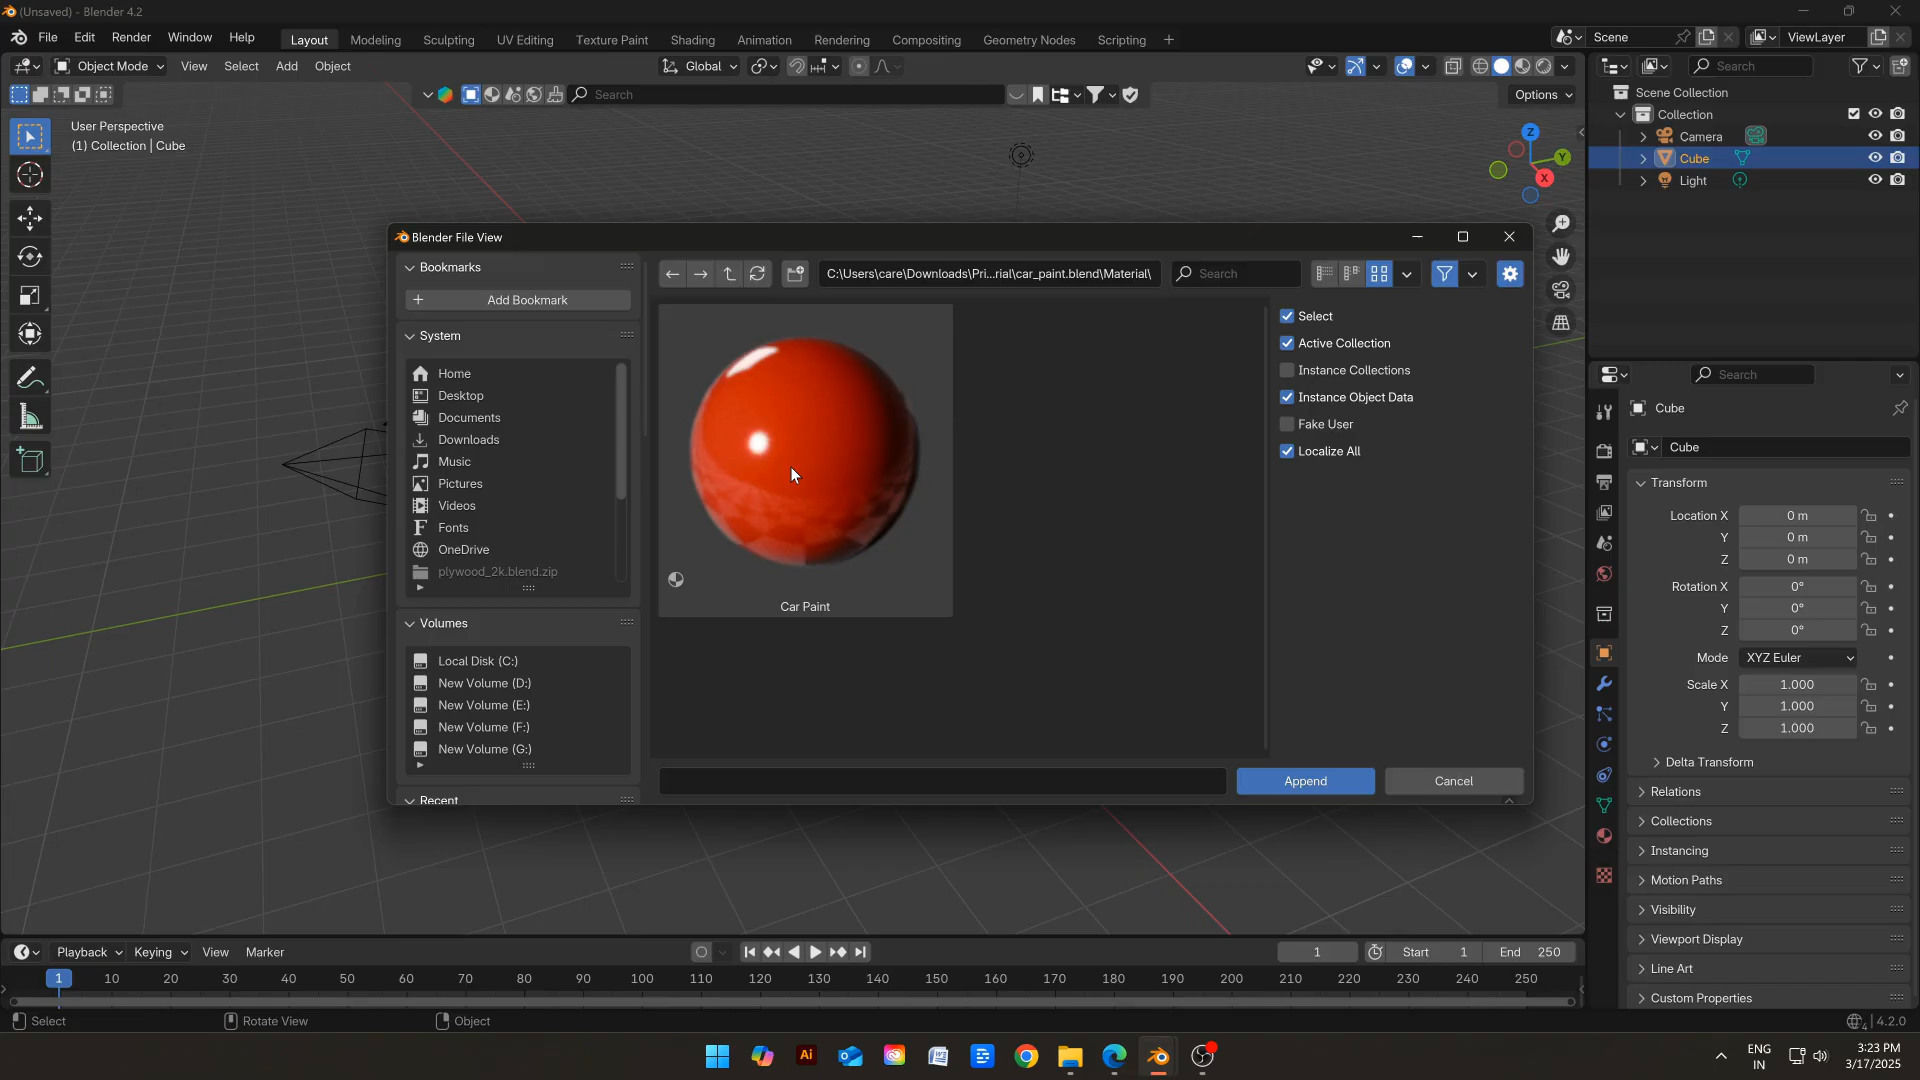 (Unsaved) - Blender 4.2
File Edit Render Window Help
Layout Modeling Sculpting UV Editing Texture Paint Shading Animation Rendering Compositing Geometry Nodes Scripting +
Scene
ViewLayer
Object Mode View Select Add Object
Global
Search
Search
Options
User Perspective
(1) Collection | Cube
Z
Y
X
Scene Collection
Collection
Camera
Cube
Light
Blender File View
Bookmarks
Add Bookmark
System
Home
Desktop
Documents
Downloads
Music
Pictures
Videos
Fonts
OneDrive
plywood_2k.blend.zip
Volumes
Local Disk (C:)
New Volume (D:)
New Volume (E:)
New Volume (F:)
New Volume (G:)
Recent
C:\Users\care\Downloads\Pri...rial\car_paint.blend\Material\
Search
Car Paint
Select
Active Collection
Instance Collections
Instance Object Data
Fake User
Localize All
Append
Cancel
Search
Cube
Cube
Transform
Location X 0 m
Y 0 m
Z 0 m
Rotation X 0°
Y 0°
Z 0°
Mode XYZ Euler
Scale X 1.000
Y 1.000
Z 1.000
Delta Transform
Relations
Collections
Instancing
Motion Paths
Visibility
Viewport Display
Line Art
Custom Properties
Playback Keying View Marker
1
Start 1
End 250
1 10 20 30 40 50 60 70 80 90 100 110 120 130 140 150 160 170 180 190 200 210 220 230 240 250
Select
Rotate View
Object
4.2.0
Ai
ENG
IN
3:23 PM
3/17/2025